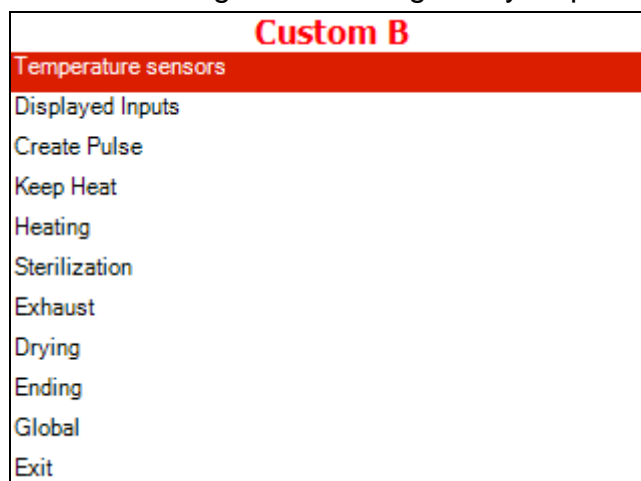 Custom B
Temperature sensors
Displayed Inputs
Create Pulse
Keep Heat
Heating
Sterilization
Exhaust
Drying
Ending
Global
Exit